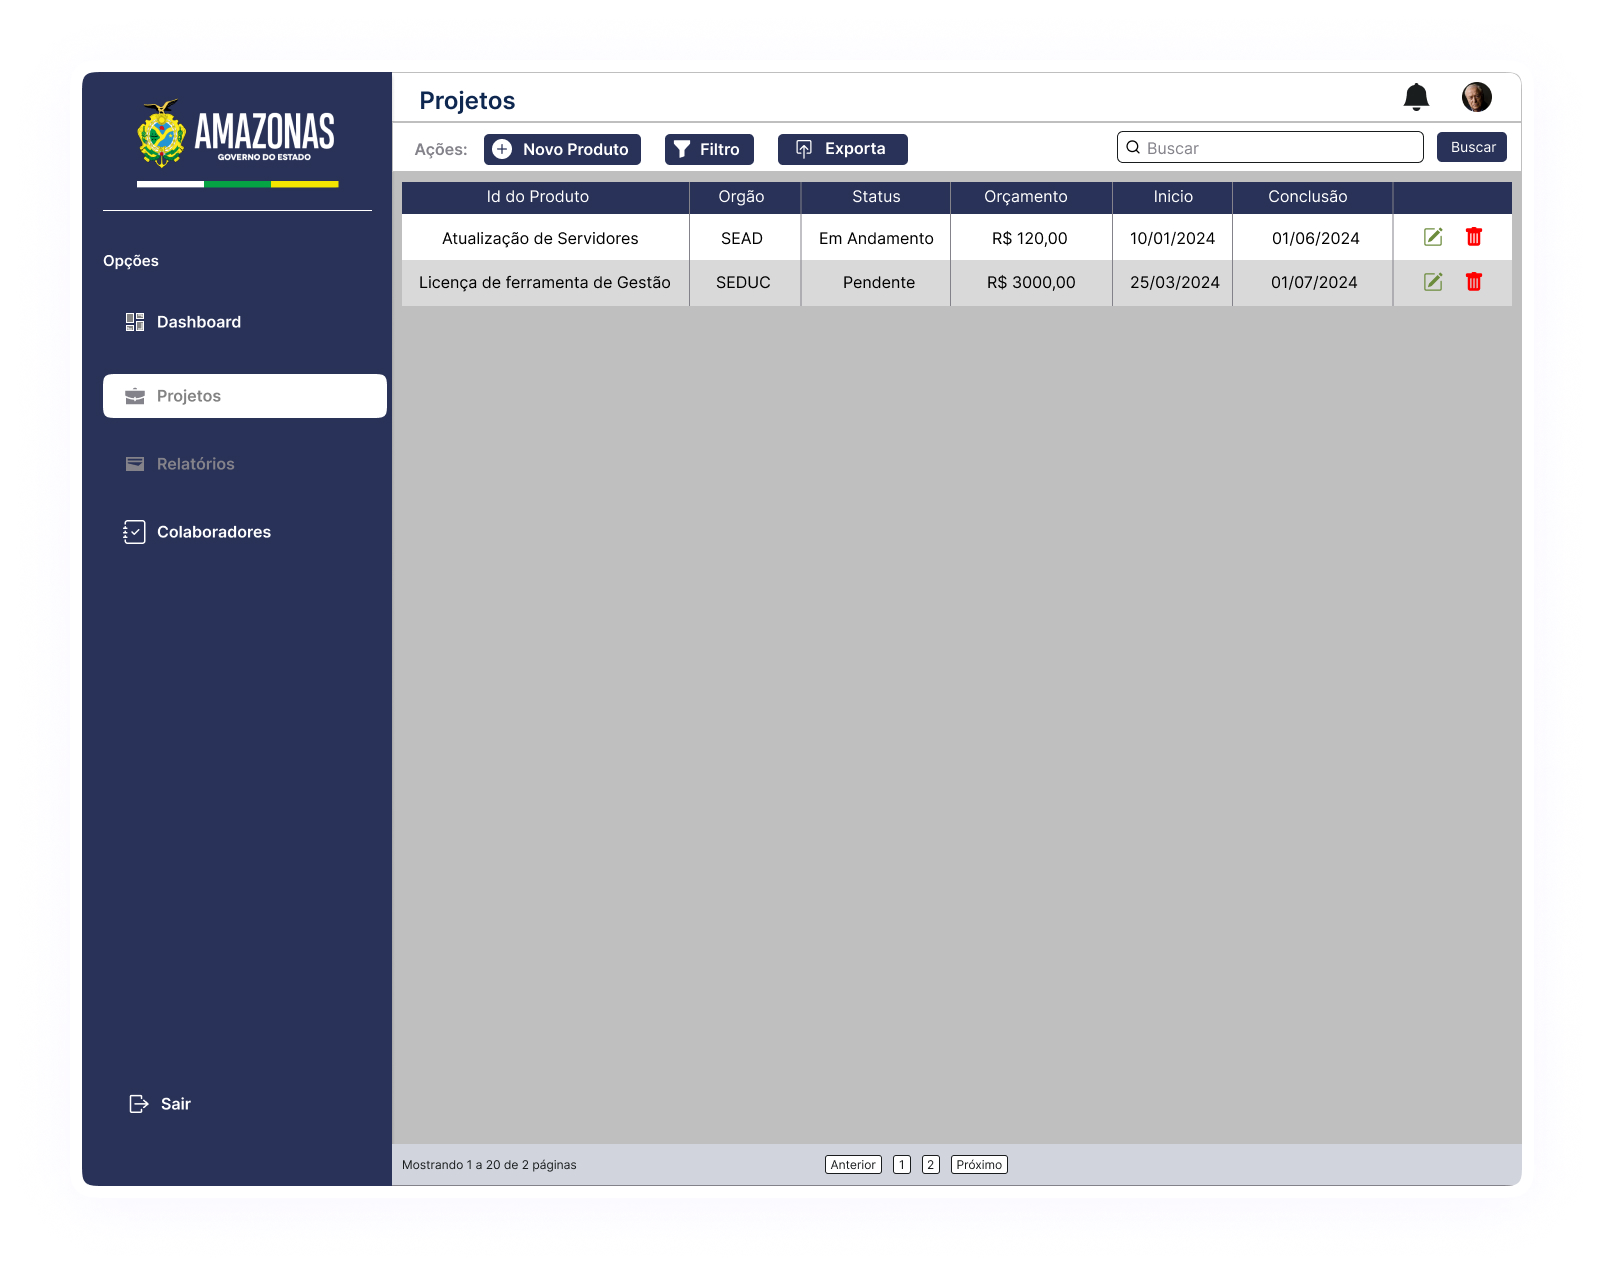 AMAZONAS
GOVERNO DO ESTADO
Opções
Dashboard
Projetos
Relatórios
Colaboradores
Sair
Projetos
Ações: Novo Produto Filtro Exporta Buscar Buscar
Id do Produto Orgão Status Orçamento Inicio Conclusão
Atualização de Servidores SEAD Em Andamento R$ 120,00 10/01/2024 01/06/2024
Licença de ferramenta de Gestão SEDUC Pendente R$ 3000,00 25/03/2024 01/07/2024
Mostrando 1 a 20 de 2 páginas Anterior 1 2 Próximo